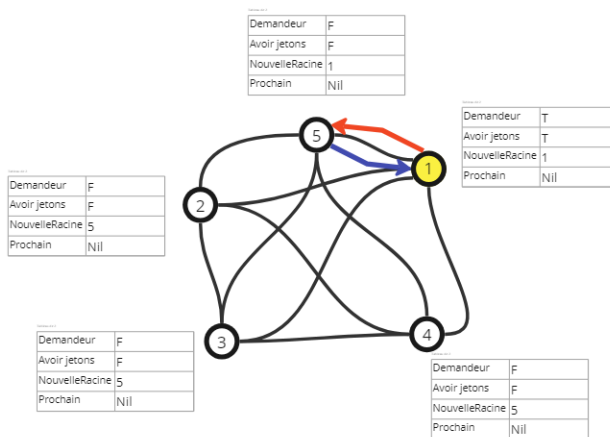 Demandeur F
Avoir jetons F
NouvelleRacine 1
Prochain Nil
Demandeur T
Avoir jetons T
NouvelleRacine 1
Prochain Nil
5
1
Demandeur F
Avoir jetons F
NouvelleRacine 5
Prochain Nil
2
3
4
Demandeur F
Avoir jetons F
NouvelleRacine 5
Prochain Nil
Demandeur F
Avoir jetons F
NouvelleRacine 5
Prochain Nil